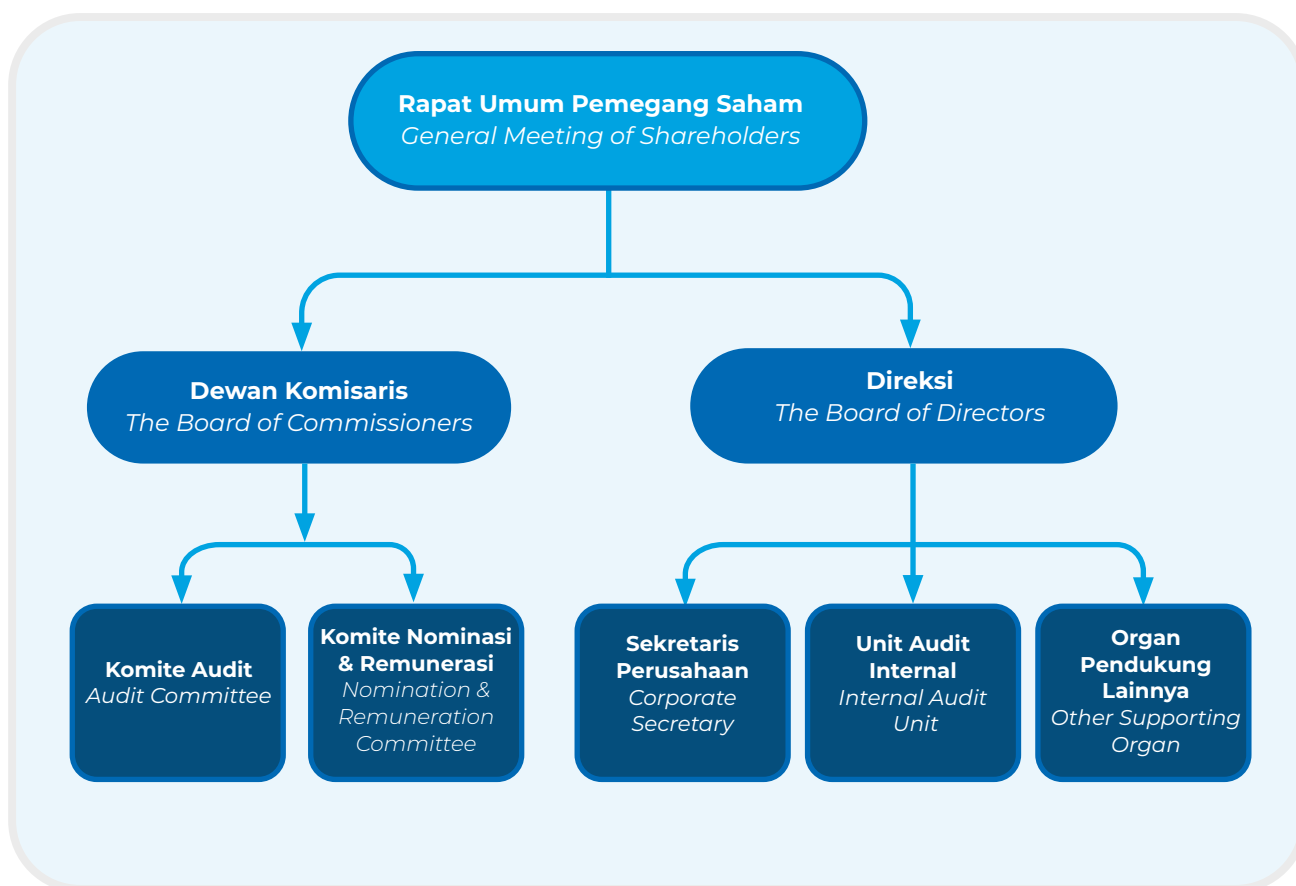 Rapat Umum Pemegang Saham
General Meeting of Shareholders
Dewan Komisaris
The Board of Commissioners
Direksi
The Board of Directors
Komite Audit
Audit Committee
Komite Nominasi
& Remunerasi
Nomination &
Remuneration
Committee
Sekretaris
Perusahaan
Corporate
Secretary
Unit Audit
Internal
Internal Audit
Unit
Organ
Pendukung
Lainnya
Other Supporting
Organ